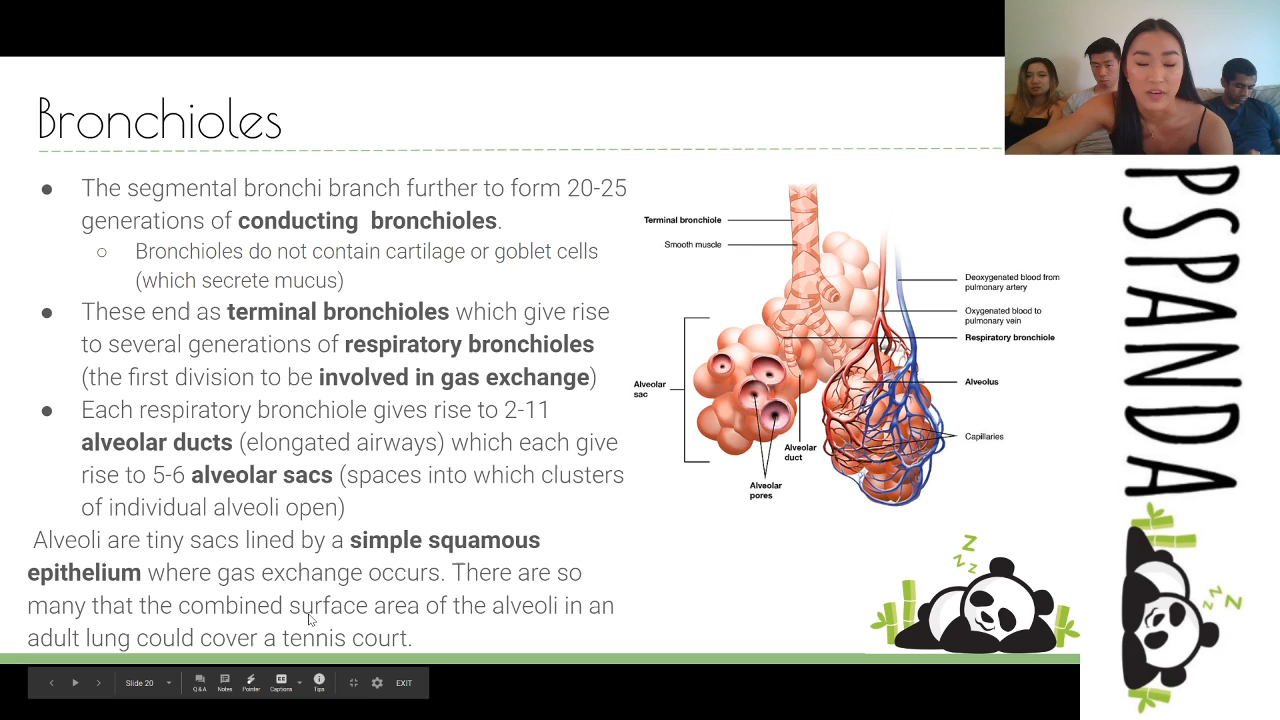 Bronchioles
● The segmental bronchi branch further to form 20-25
generations of conducting bronchioles.
○ Bronchioles do not contain cartilage or goblet cells
(which secrete mucus)
● These end as terminal bronchioles which give rise
to several generations of respiratory bronchioles
(the first division to be involved in gas exchange)
● Each respiratory bronchiole gives rise to 2-11
alveolar ducts (elongated airways) which each give
rise to 5-6 alveolar sacs (spaces into which clusters
of individual alveoli open)
Alveoli are tiny sacs lined by a simple squamous
epithelium where gas exchange occurs. There are so
many that the combined surface area of the alveoli in an
adult lung could cover a tennis court.
Terminal bronchiole
Smooth muscle
Alveolar
sac
Alveolar
duct
Alveolar
pores
Deoxygenated blood from
pulmonary artery
Oxygenated blood to
pulmonary vein
Respiratory bronchiole
Alveolus
Capillaries
z
z
z
z
PSPANDA
z
z
z
Slide 20
Q&A
Notes
Pointer
CC
Captions
Tips
EXIT